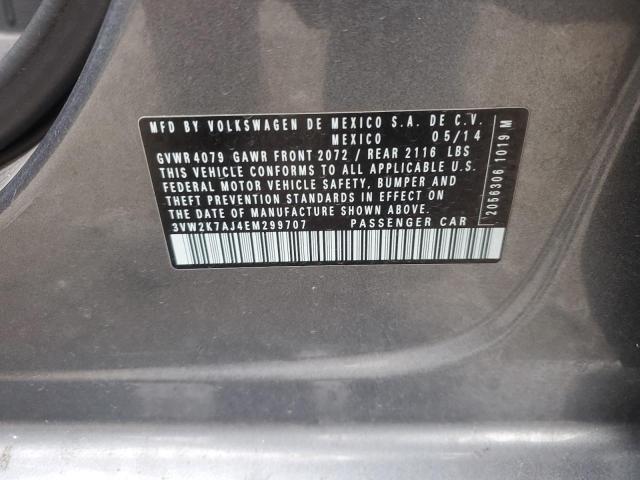 MFD BY VOLKSWAGEN DE MEXICO S.A. DE C.V.
MEXICO 05/14
GVWR4079 GAWR FRONT 2072 / REAR 2116 LBS
THIS VEHICLE CONFORMS TO ALL APPLICABLE U.S.
FEDERAL MOTOR VEHICLE SAFETY, BUMPER AND
THEFT PREVENTION STANDARDS IN EFFECT ON
THE DATE OF MANUFACTURE SHOWN ABOVE.
3VW2K7AJ4EM299707 PASSENGER CAR
2056306 1019 M